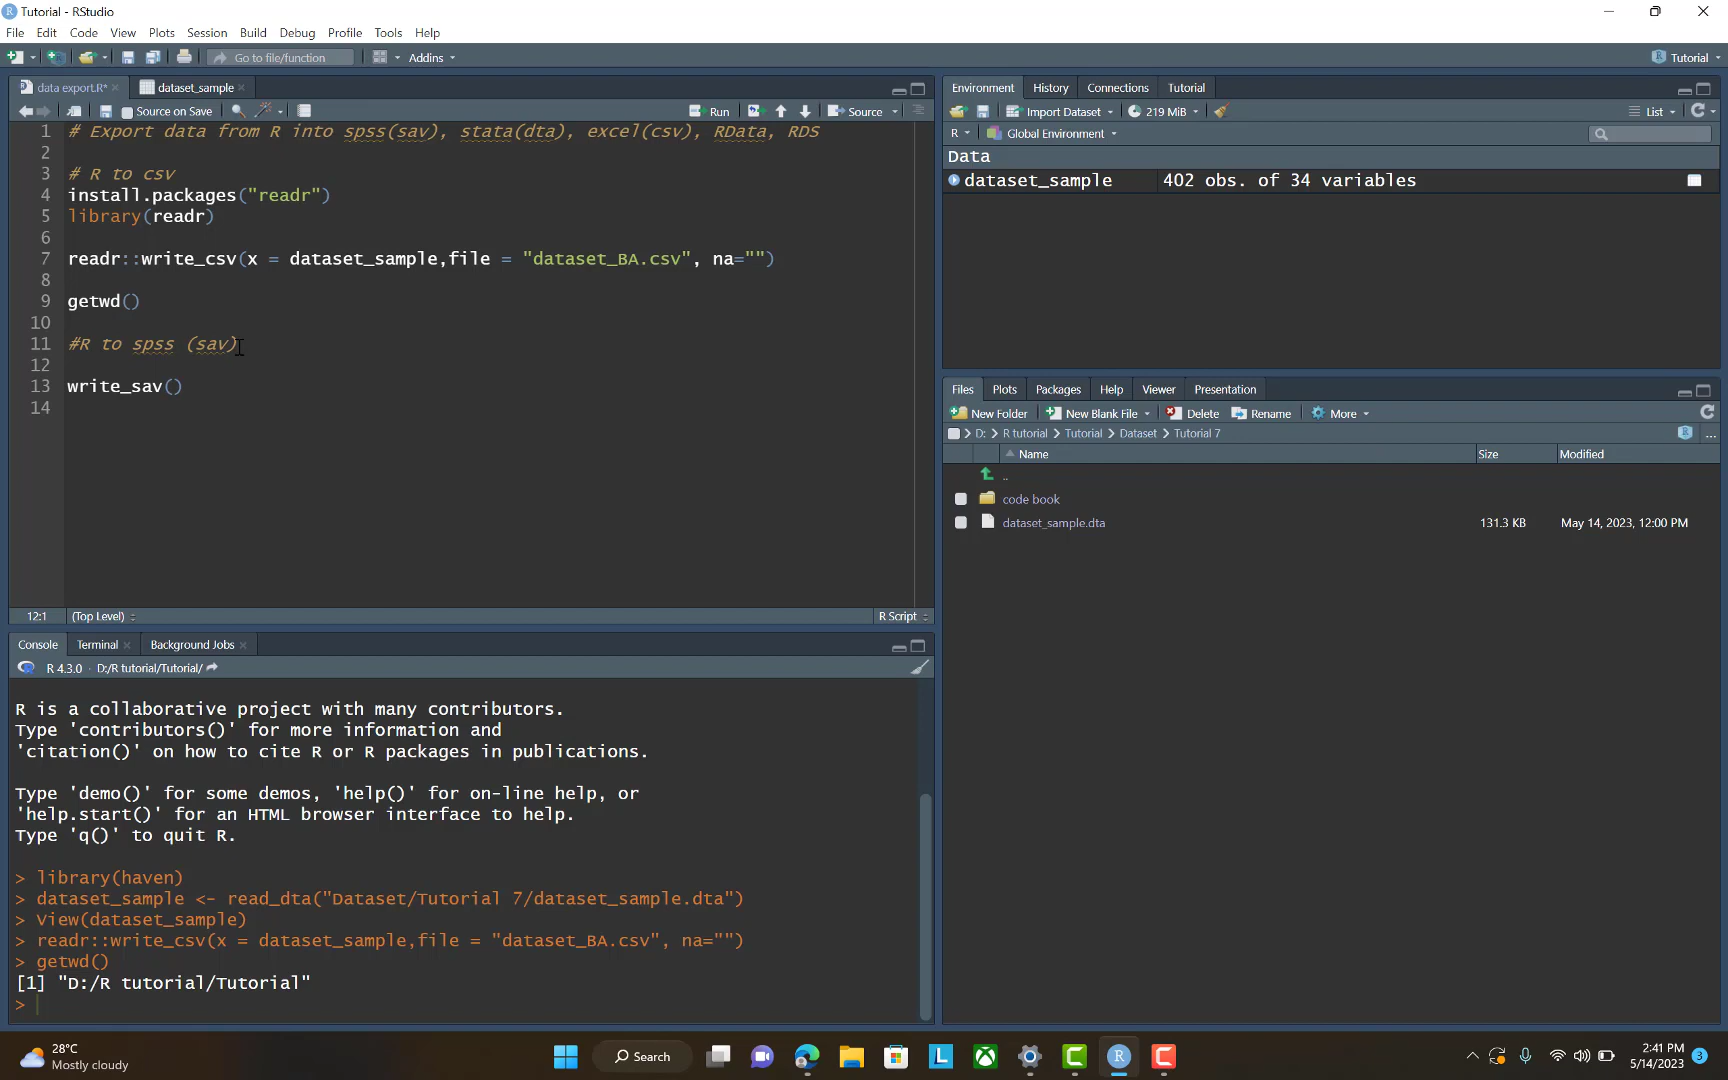 Tutorial - RStudio
File Edit Code View Plots Session Build Debug Profile Tools Help
Go to file/function Addins Tutorial
data export.R* dataset_sample
Source on Save Run Source
1 # Export data from R into spss(sav), stata(dta), excel(csv), RData, RDS
2
3 # R to csv
4 install.packages("readr")
5 library(readr)
6
7 readr::write_csv(x = dataset_sample,file = "dataset_BA.csv", na="")
8
9 getwd()
10
11 #R to spss (sav)
12
13 write_sav()
14
12:1 (Top Level) R Script
Console Terminal Background Jobs
R 4.3.0 · D:/R tutorial/Tutorial/
R is a collaborative project with many contributors.
Type 'contributors()' for more information and
'citation()' on how to cite R or R packages in publications.
Type 'demo()' for some demos, 'help()' for on-line help, or
'help.start()' for an HTML browser interface to help.
Type 'q()' to quit R.
> library(haven)
> dataset_sample <- read_dta("Dataset/Tutorial 7/dataset_sample.dta")
> View(dataset_sample)
> readr::write_csv(x = dataset_sample,file = "dataset_BA.csv", na="")
> getwd()
[1] "D:/R tutorial/Tutorial"
>
Environment History Connections Tutorial
Import Dataset 219 MiB List
R Global Environment
Data
dataset_sample 402 obs. of 34 variables
Files Plots Packages Help Viewer Presentation
New Folder New Blank File Delete Rename More
D: R tutorial Tutorial Dataset Tutorial 7 ...
Name Size Modified
..
code book
dataset_sample.dta 131.3 KB May 14, 2023, 12:00 PM
28°C
Mostly cloudy
Search
2:41 PM
5/14/2023 3